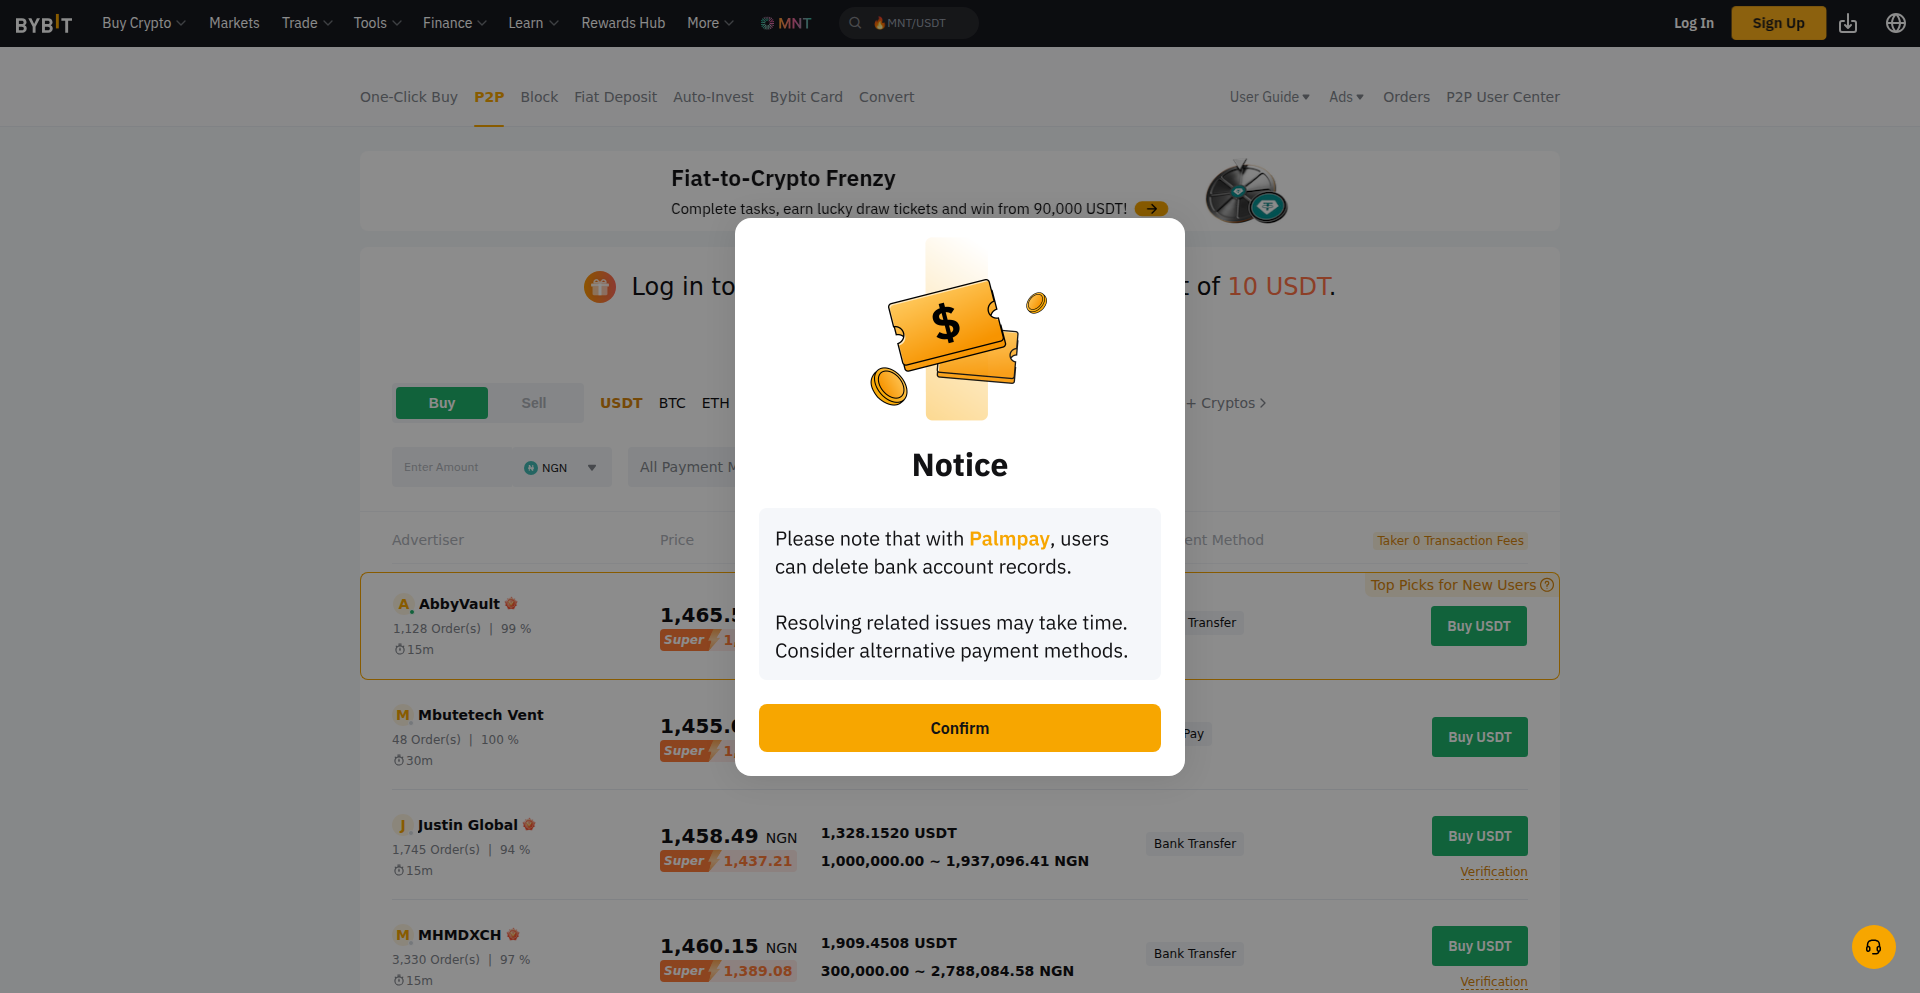 BYBIT Buy Crypto Markets Trade Tools Finance Learn Rewards Hub More MNT MNT/USDT Log In Sign Up
One-Click Buy P2P Block Fiat Deposit Auto-Invest Bybit Card Convert User Guide Ads Orders P2P User Center
Fiat-to-Crypto Frenzy
Complete tasks, earn lucky draw tickets and win from 90,000 USDT!
Log in to of 10 USDT.
$
Buy Sell USDT BTC ETH + Cryptos
Enter Amount NGN All Payment
Notice
Please note that with Palmpay, users
can delete bank account records.
Resolving related issues may take time.
Consider alternative payment methods.
Confirm
Advertiser Price Method Taker 0 Transaction Fees
Top Picks for New Users
A AbbyVault 1,465. Transfer Buy USDT
1,128 Order(s) | 99 % Super 1,
15m
M Mbutetech Vent 1,455. Pay Buy USDT
48 Order(s) | 100 % Super 1,
30m
J Justin Global 1,458.49 NGN 1,328.1520 USDT Bank Transfer Buy USDT
1,745 Order(s) | 94 % Super 1,437.21 1,000,000.00 ~ 1,937,096.41 NGN
15m Verification
M MHMDXCH 1,460.15 NGN 1,909.4508 USDT Bank Transfer Buy USDT
3,330 Order(s) | 97 % Super 1,389.08 300,000.00 ~ 2,788,084.58 NGN
15m Verification